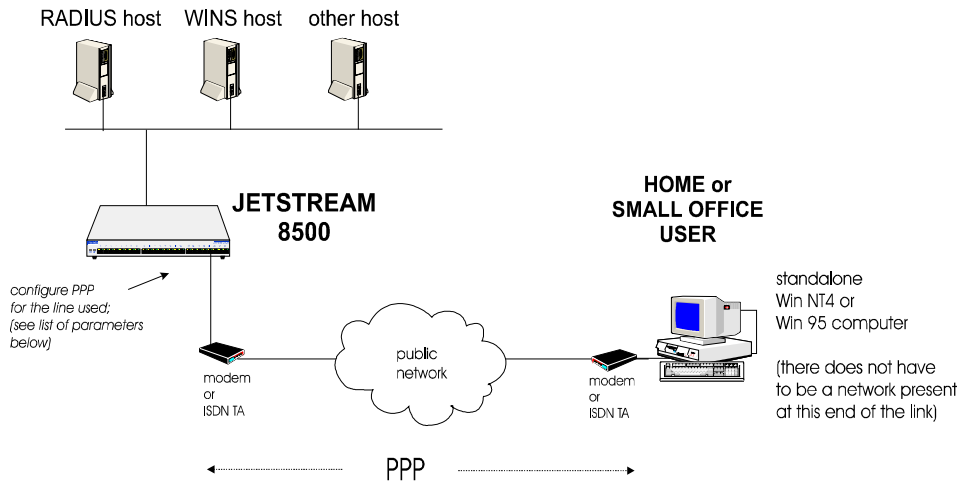 RADIUS host
WINS host
other host
JETSTREAM
8500
HOME or
SMALL OFFICE
USER
configure PPP
for the line used;
(see list of parameters
below)
standalone
Win NT4 or
Win 95 computer
(there does not have
to be a network present
at this end of the link)
modem
or
ISDN TA
public
network
modem
or
ISDN TA
PPP